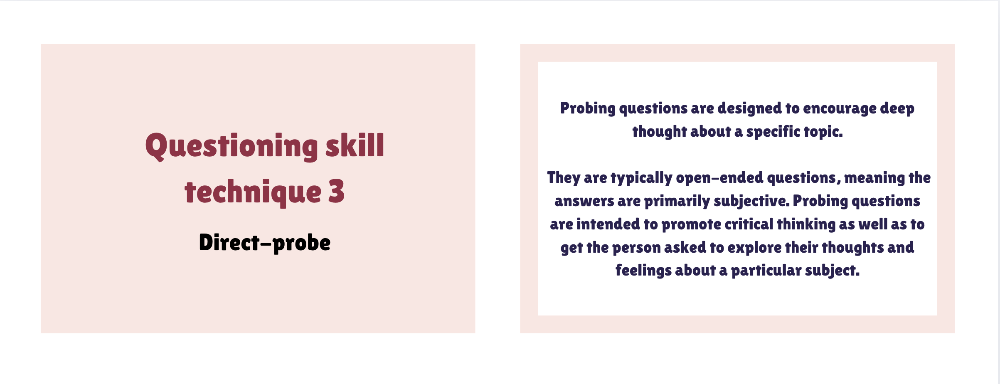 Questioning skill
technique 3
Direct-probe
Probing questions are designed to encourage deep
thought about a specific topic.
They are typically open-ended questions, meaning the
answers are primarily subjective. Probing questions
are intended to promote critical thinking as well as to
get the person asked to explore their thoughts and
feelings about a particular subject.